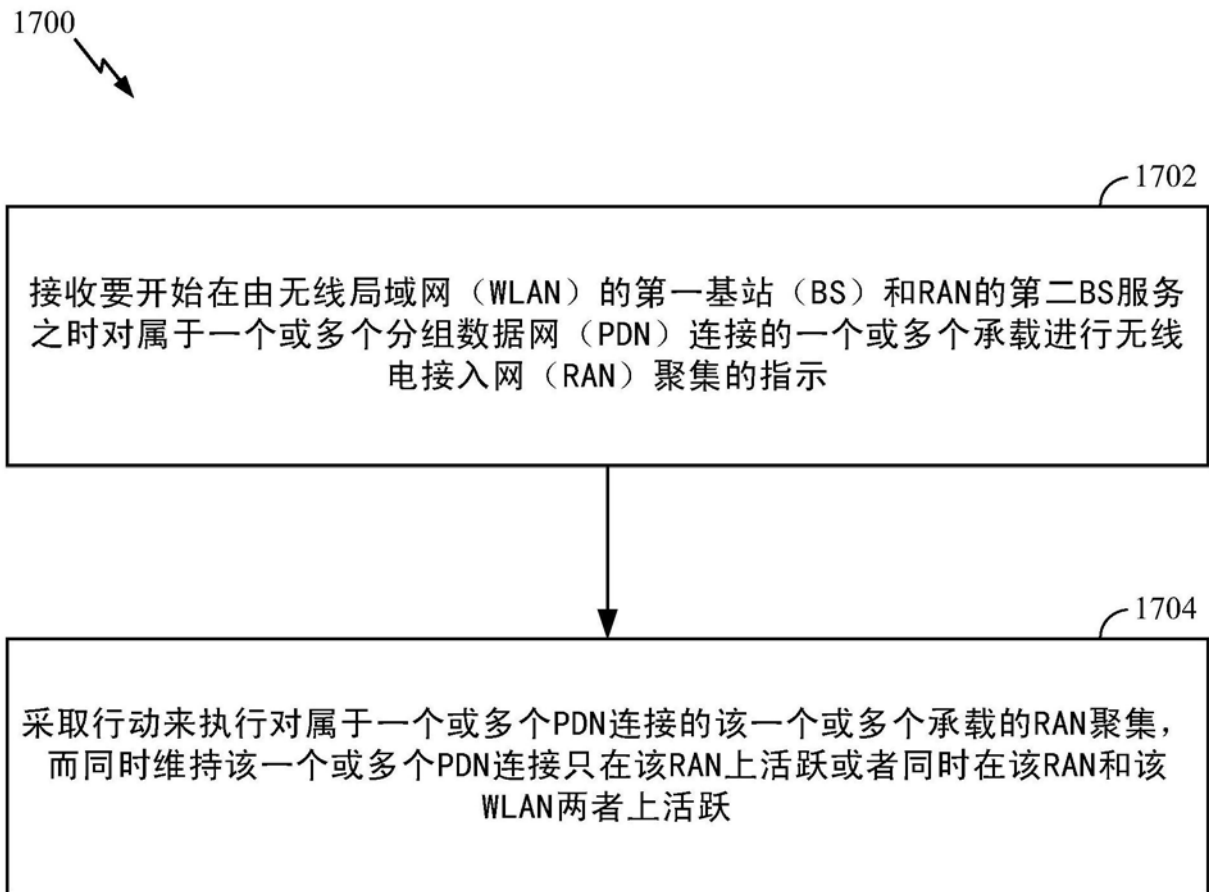 1700
1702
接收要开始在由无线局域网（WLAN）的第一基站（BS）和RAN的第二BS服务
之时对属于一个或多个分组数据网（PDN）连接的一个或多个承载进行无线
电接入网（RAN）聚集的指示
1704
采取行动来执行对属于一个或多个PDN连接的该一个或多个承载的RAN聚集，
而同时维持该一个或多个PDN连接只在该RAN上活跃或者同时在该RAN和该
WLAN两者上活跃